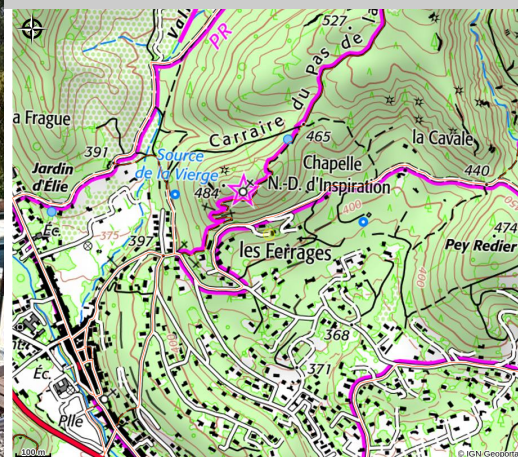 527
Val
PR
Carraire du Pas de la
a Frague
465
la Cavale
391
Source
de la Vierge
Chapelle
N.-D. d'Inspiration
440
Jardin
d'Élie
484
400
Éc.
375
397
474
Pey Redier
les Ferrages
400
368
371
Éc.
Plle
100 m
© IGN Geoporta